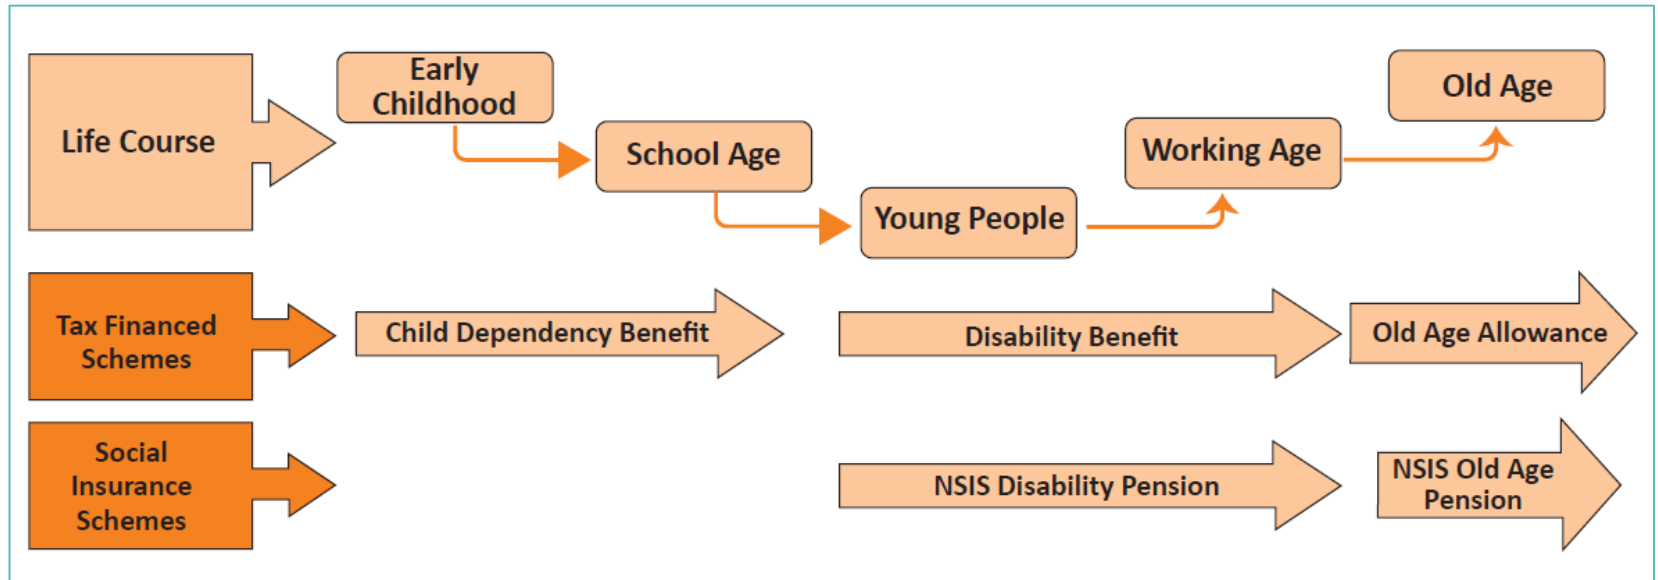 Life Course
Early
Childhood
School Age
Young People
Working Age
Old Age
Tax Financed
Schemes
Child Dependency Benefit
Disability Benefit
Old Age Allowance
Social
Insurance
Schemes
NSIS Disability Pension
NSIS Old Age
Pension